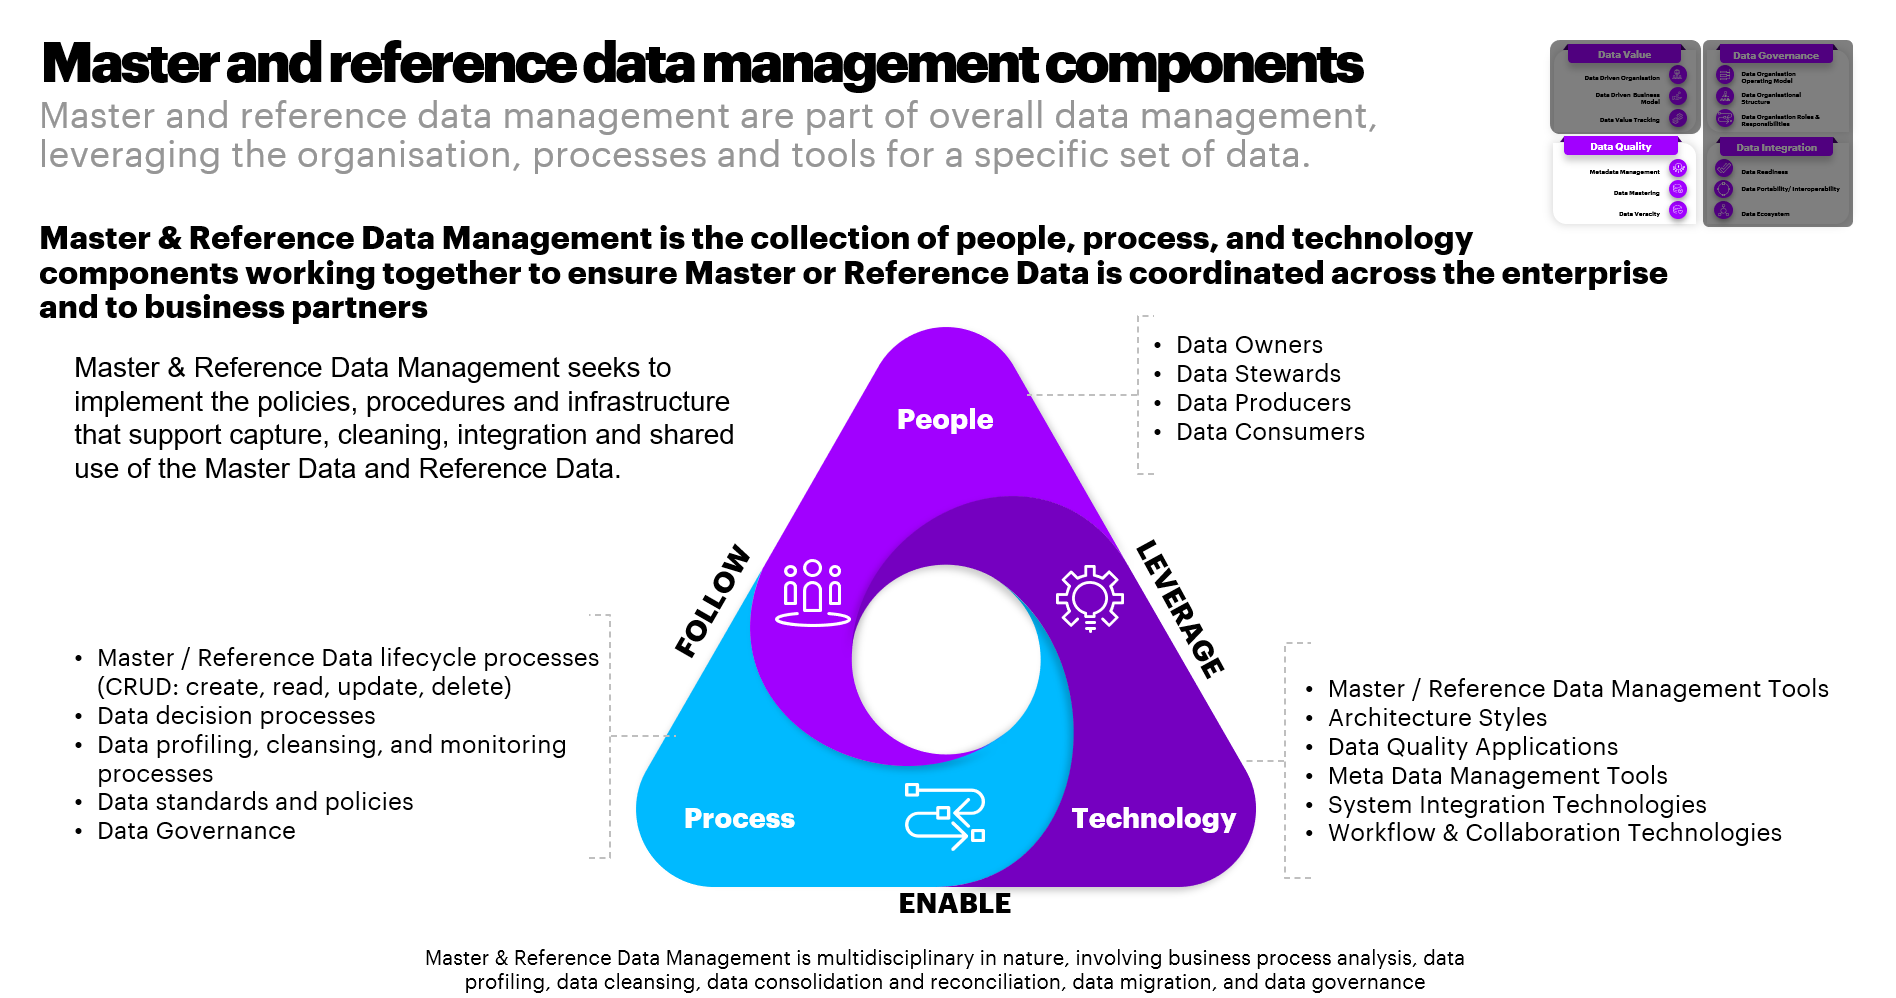 Master and reference data management components
Master and reference data management are part of overall data management,
leveraging the organisation, processes and tools for a specific set of data.
Data Value
Data Driven Organisation
Data Driven Business
Model
Data Value Tracking
Data Governance
Data Organisation
Operating Model
Data Organisational
Structure
Data Organisation Roles &
Responsibilities
Data Quality
Metadata Management
Data Mastering
Data Veracity
Data Integration
Data Readiness
Data Portability/ Interoperability
Data Ecosystem
Master & Reference Data Management is the collection of people, process, and technology
components working together to ensure Master or Reference Data is coordinated across the enterprise
and to business partners
Master & Reference Data Management seeks to
implement the policies, procedures and infrastructure
that support capture, cleaning, integration and shared
use of the Master Data and Reference Data.
People
• Data Owners
• Data Stewards
• Data Producers
• Data Consumers
FOLLOW
LEVERAGE
• Master / Reference Data lifecycle processes
(CRUD: create, read, update, delete)
• Data decision processes
• Data profiling, cleansing, and monitoring
processes
• Data standards and policies
• Data Governance
Process
Technology
• Master / Reference Data Management Tools
• Architecture Styles
• Data Quality Applications
• Meta Data Management Tools
• System Integration Technologies
• Workflow & Collaboration Technologies
ENABLE
Master & Reference Data Management is multidisciplinary in nature, involving business process analysis, data
profiling, data cleansing, data consolidation and reconciliation, data migration, and data governance